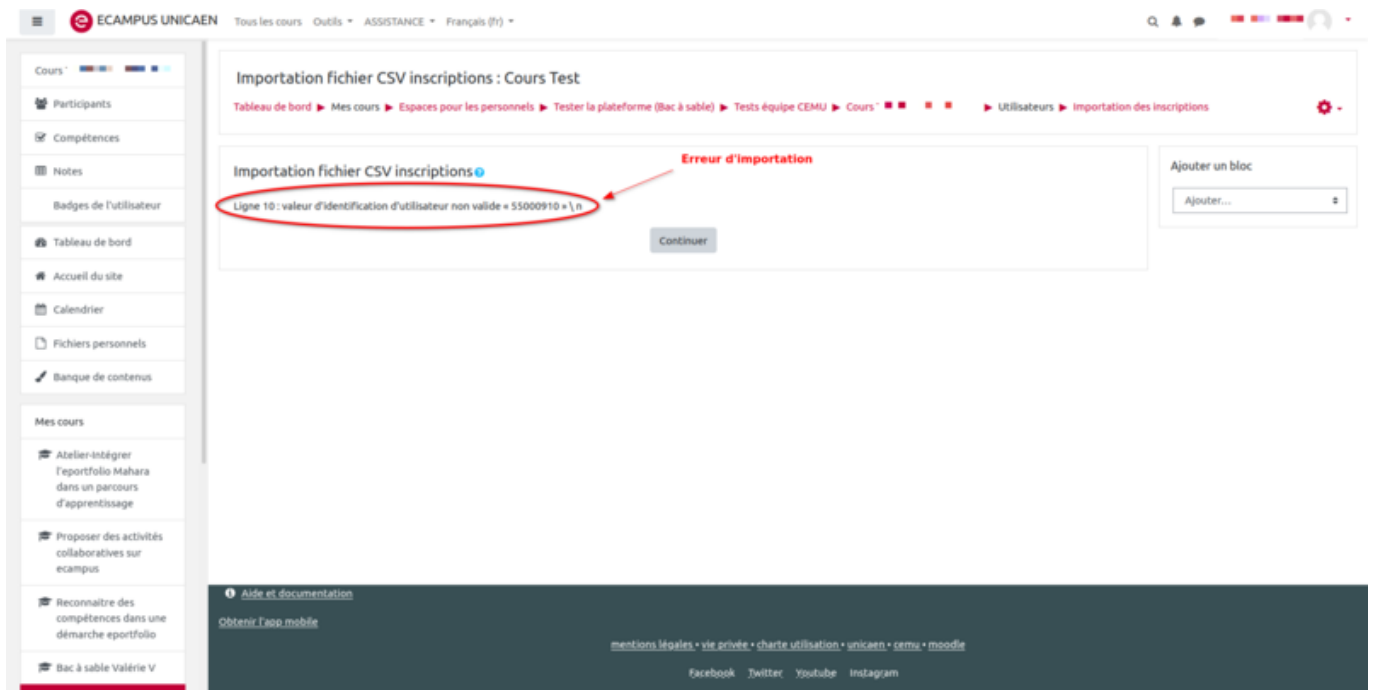 ECAMPUS UNICAEN Tous les cours Outils ASSISTANCE Français (fr)
Cours
Participants
Compétences
Notes
Badges de l'utilisateur
Tableau de bord
Accueil du site
Calendrier
Fichiers personnels
Banque de contenus
Mes cours
Atelier-Intégrer
l'eportfolio Mahara
dans un parcours
d'apprentissage
Proposer des activités
collaboratives sur
ecampus
Reconnaitre des
compétences dans une
démarche eportfolio
Bac à sable Valérie V
Importation fichier CSV inscriptions : Cours Test
Tableau de bord ▶ Mes cours ▶ Espaces pour les personnels ▶ Tester la plateforme (Bac à sable) ▶ Tests équipe CEMU ▶ Cours ▶ Utilisateurs ▶ Importation des inscriptions
Importation fichier CSV inscriptions
Erreur d'importation
Ligne 10 : valeur d'identification d'utilisateur non valide « 55000910 » \ n
Continuer
Ajouter un bloc
Ajouter...
Aide et documentation
Obtenir l'app mobile
mentions légales • vie privée • charte utilisation • unicaen • cemu • moodle
Facebook Twitter Youtube Instagram